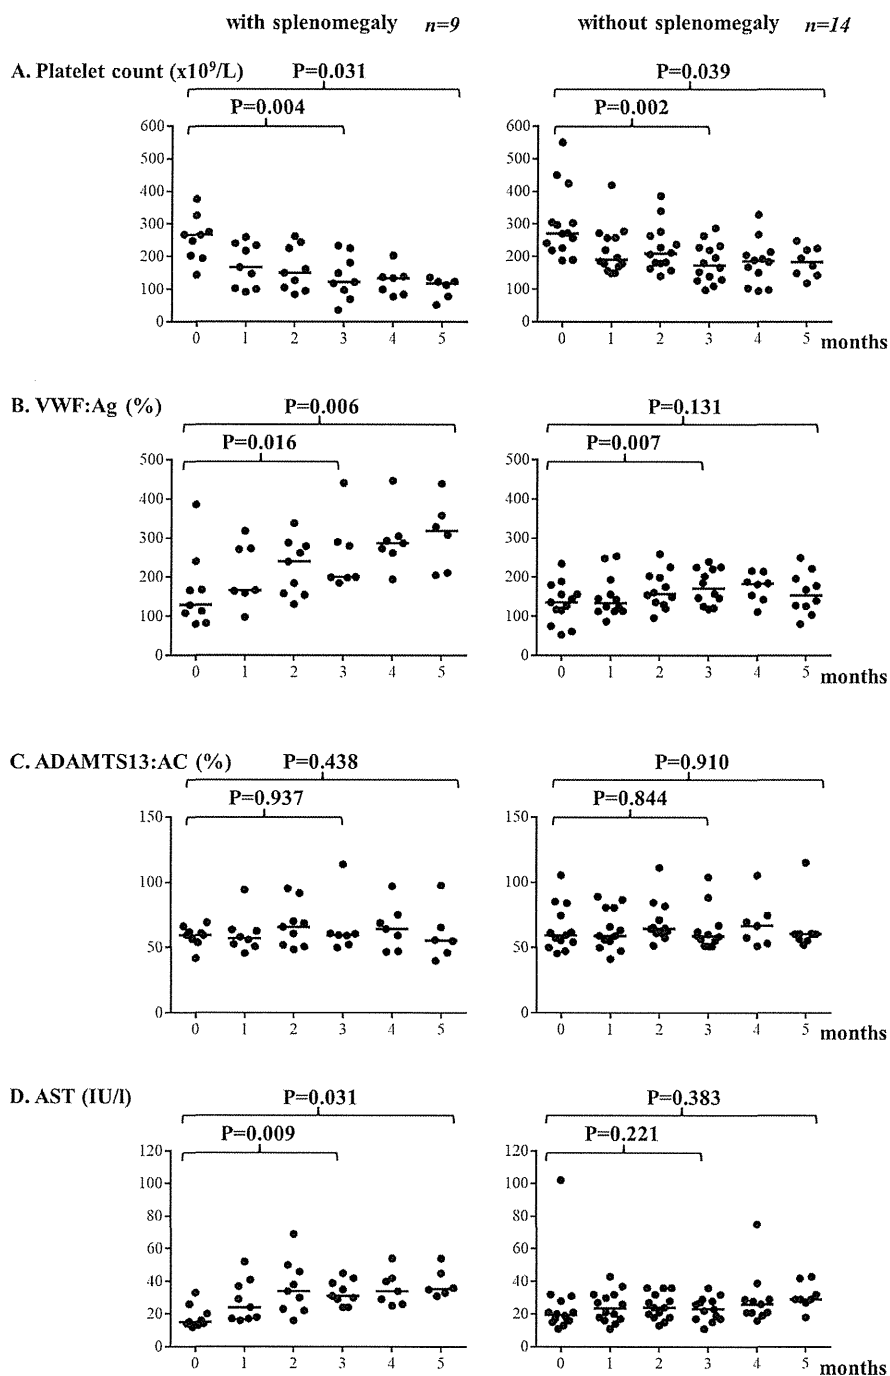 with splenomegaly n=9 without splenomegaly n=14
A. Platelet count (x10⁹/L) P=0.031 P=0.039
P=0.004 P=0.002
600 600
500 500
400 400
300 300
200 200
100 100
0 0
0 1 2 3 4 5 0 1 2 3 4 5 months
B. VWF:Ag (%) P=0.006 P=0.131
P=0.016 P=0.007
500 500
400 400
300 300
200 200
100 100
0 0
0 1 2 3 4 5 0 1 2 3 4 5 months
C. ADAMTS13:AC (%) P=0.438 P=0.910
P=0.937 P=0.844
150 150
100 100
50 50
0 0
0 1 2 3 4 5 0 1 2 3 4 5 months
D. AST (IU/l) P=0.031 P=0.383
P=0.009 P=0.221
120 120
100 100
80 80
60 60
40 40
20 20
0 0
0 1 2 3 4 5 0 1 2 3 4 5 months